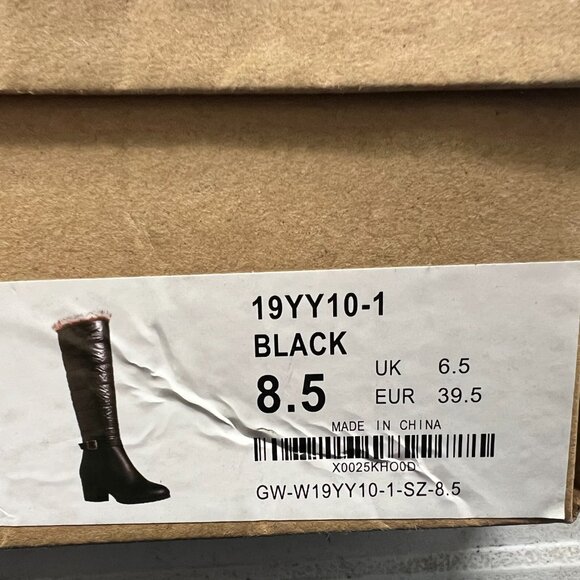 19YY10-1
BLACK
8.5 UK 6.5
EUR 39.5
MADE IN CHINA
X0025KHO0D
GW-W19YY10-1-SZ-8.5